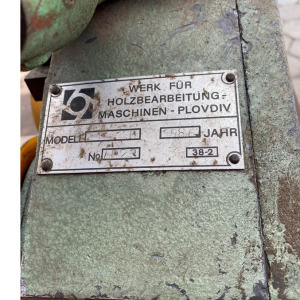 WERK FÜR
HOLZBEARBEITUNG-
MASCHINEN - PLOVDIV
MODELL JAHR
No 38-2